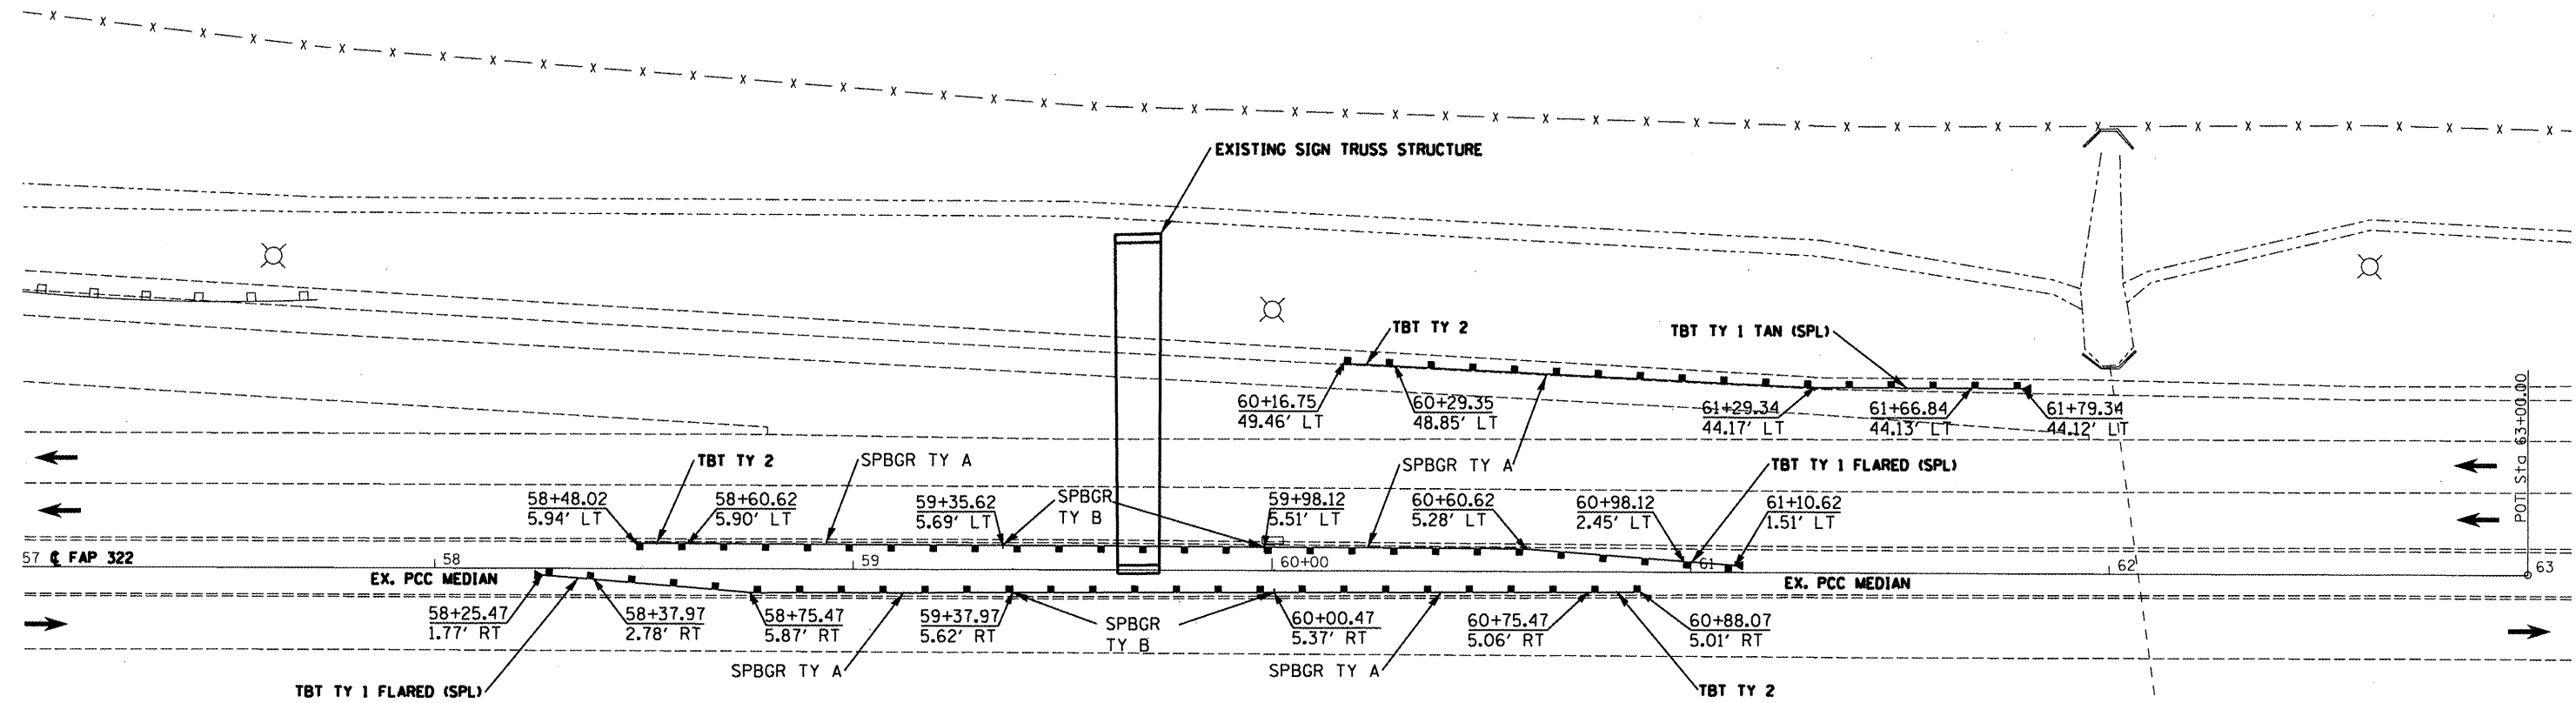 EXISTING SIGN TRUSS STRUCTURE
TBT TY 2
TBT TY 1 TAN (SPL)
60+16.75
49.46' LT
60+29.35
48.85' LT
61+29.34
44.17' LT
61+66.84
44.13' LT
61+79.34
44.12' LT
POT Sta 63+00.00
TBT TY 2
SPBGR TY A
SPBGR TY A
TBT TY 1 FLARED (SPL)
58+48.02
5.94' LT
58+60.62
5.90' LT
59+35.62
5.69' LT
SPBGR
TY B
59+98.12
5.51' LT
60+60.62
5.28' LT
60+98.12
2.45' LT
61+10.62
1.51' LT
57
℄ FAP 322
58
59
60+00
61
62
63
EX. PCC MEDIAN
EX. PCC MEDIAN
58+25.47
1.77' RT
58+37.97
2.78' RT
58+75.47
5.87' RT
59+37.97
5.62' RT
SPBGR
TY B
60+00.47
5.37' RT
60+75.47
5.06' RT
60+88.07
5.01' RT
SPBGR TY A
SPBGR TY A
TBT TY 1 FLARED (SPL)
TBT TY 2